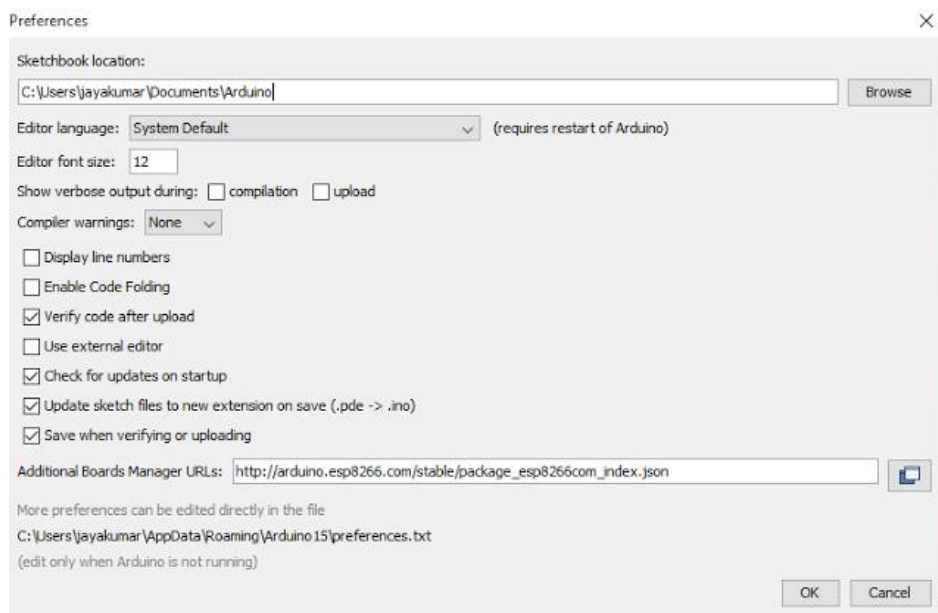 Preferences
Sketchbook location:
C:\Users\jayakumar\Documents\Arduino Browse
Editor language: System Default (requires restart of Arduino)
Editor font size: 12
Show verbose output during: compilation upload
Compiler warnings: None
Display line numbers
Enable Code Folding
Verify code after upload
Use external editor
Check for updates on startup
Update sketch files to new extension on save (.pde -> .ino)
Save when verifying or uploading
Additional Boards Manager URLs: http://arduino.esp8266.com/stable/package_esp8266com_index.json
More preferences can be edited directly in the file
C:\Users\jayakumar\AppData\Roaming\Arduino15\preferences.txt
(edit only when Arduino is not running)
OK Cancel